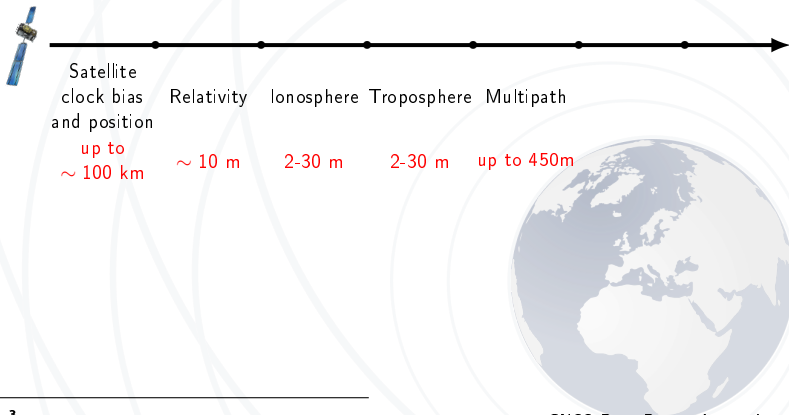 Satellite
clock bias
and position
up to
~ 100 km
Relativity
~ 10 m
Ionosphere
2-30 m
Troposphere
2-30 m
Multipath
up to 450m
3